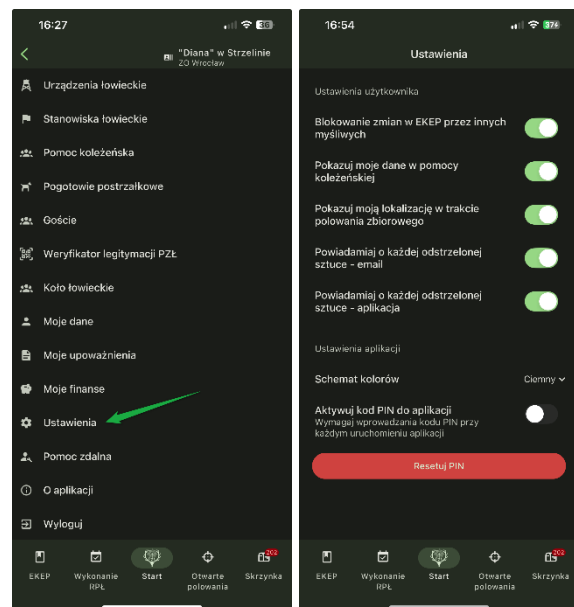 16:27
36
"Diana" w Strzelinie
ZO Wrocław
Urządzenia łowieckie
Stanowiska łowieckie
Pomoc koleżeńska
Pogotowie postrzałkowe
Goście
Weryfikator legitymacji PZŁ
Koło łowieckie
Moje dane
Moje upoważnienia
Moje finanse
Ustawienia
Pomoc zdalna
O aplikacji
Wyloguj
202
EKEP
Wykonanie
RPŁ
Start
Otwarte
polowania
Skrzynka
16:54
37
Ustawienia
Ustawienia użytkownika
Blokowanie zmian w EKEP przez innych
myśliwych
Pokazuj moje dane w pomocy
koleżeńskiej
Pokazuj moją lokalizację w trakcie
polowania zbiorowego
Powiadamiaj o każdej odstrzelonej
sztuce - email
Powiadamiaj o każdej odstrzelonej
sztuce - aplikacja
Ustawienia aplikacji
Schemat kolorów
Ciemny
Aktywuj kod PIN do aplikacji
Wymagaj wprowadzania kodu PIN przy
każdym uruchomieniu aplikacji
Resetuj PIN
202
EKEP
Wykonanie
RPŁ
Start
Otwarte
polowania
Skrzynka